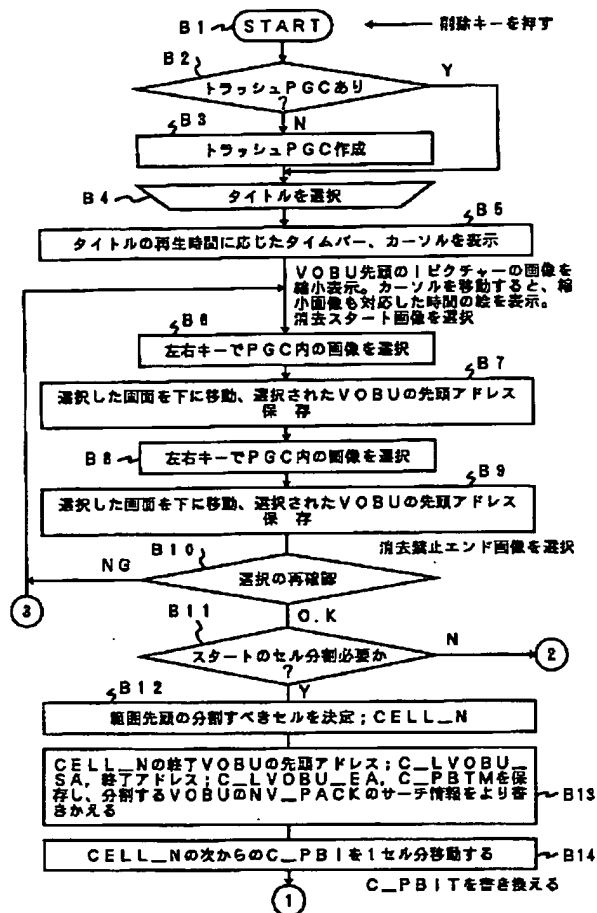 B1 START 削除キーを押す
B2
トラッシュPGCあり
?
Y
N
B3
トラッシュPGC作成
B4 タイトルを選択
B5
タイトルの再生時間に応じたタイムバー、カーソルを表示
VOBU先頭のIピクチャーの画像を
縮小表示。カーソルを移動すると、縮
小画像も対応した時間の絵を表示。
消去スタート画像を選択
B6
左右キーでPGC内の画像を選択
B7
選択した画面を下に移動、選択されたVOBUの先頭アドレス
保 存
B8 左右キーでPGC内の画像を選択
B9
選択した画面を下に移動、選択されたVOBUの先頭アドレス
保 存
消去禁止エンド画像を選択
B10
NG
選択の再確認
3
O.K
B11
スタートのセル分割必要か
?
N
2
Y
B12
範囲先頭の分割すべきセルを決定;CELL_N
CELL_Nの終了VOBUの先頭アドレス;C_LVOBU_
SA,終了アドレス;C_LVOBU_EA,C_PBTMを保
存し、分割するVOBUのNV_PACKのサーチ情報をより書
きかえる
B13
CELL_Nの次からのC_PBIを1セル分移動する
B14
C_PBITを書き換える
1